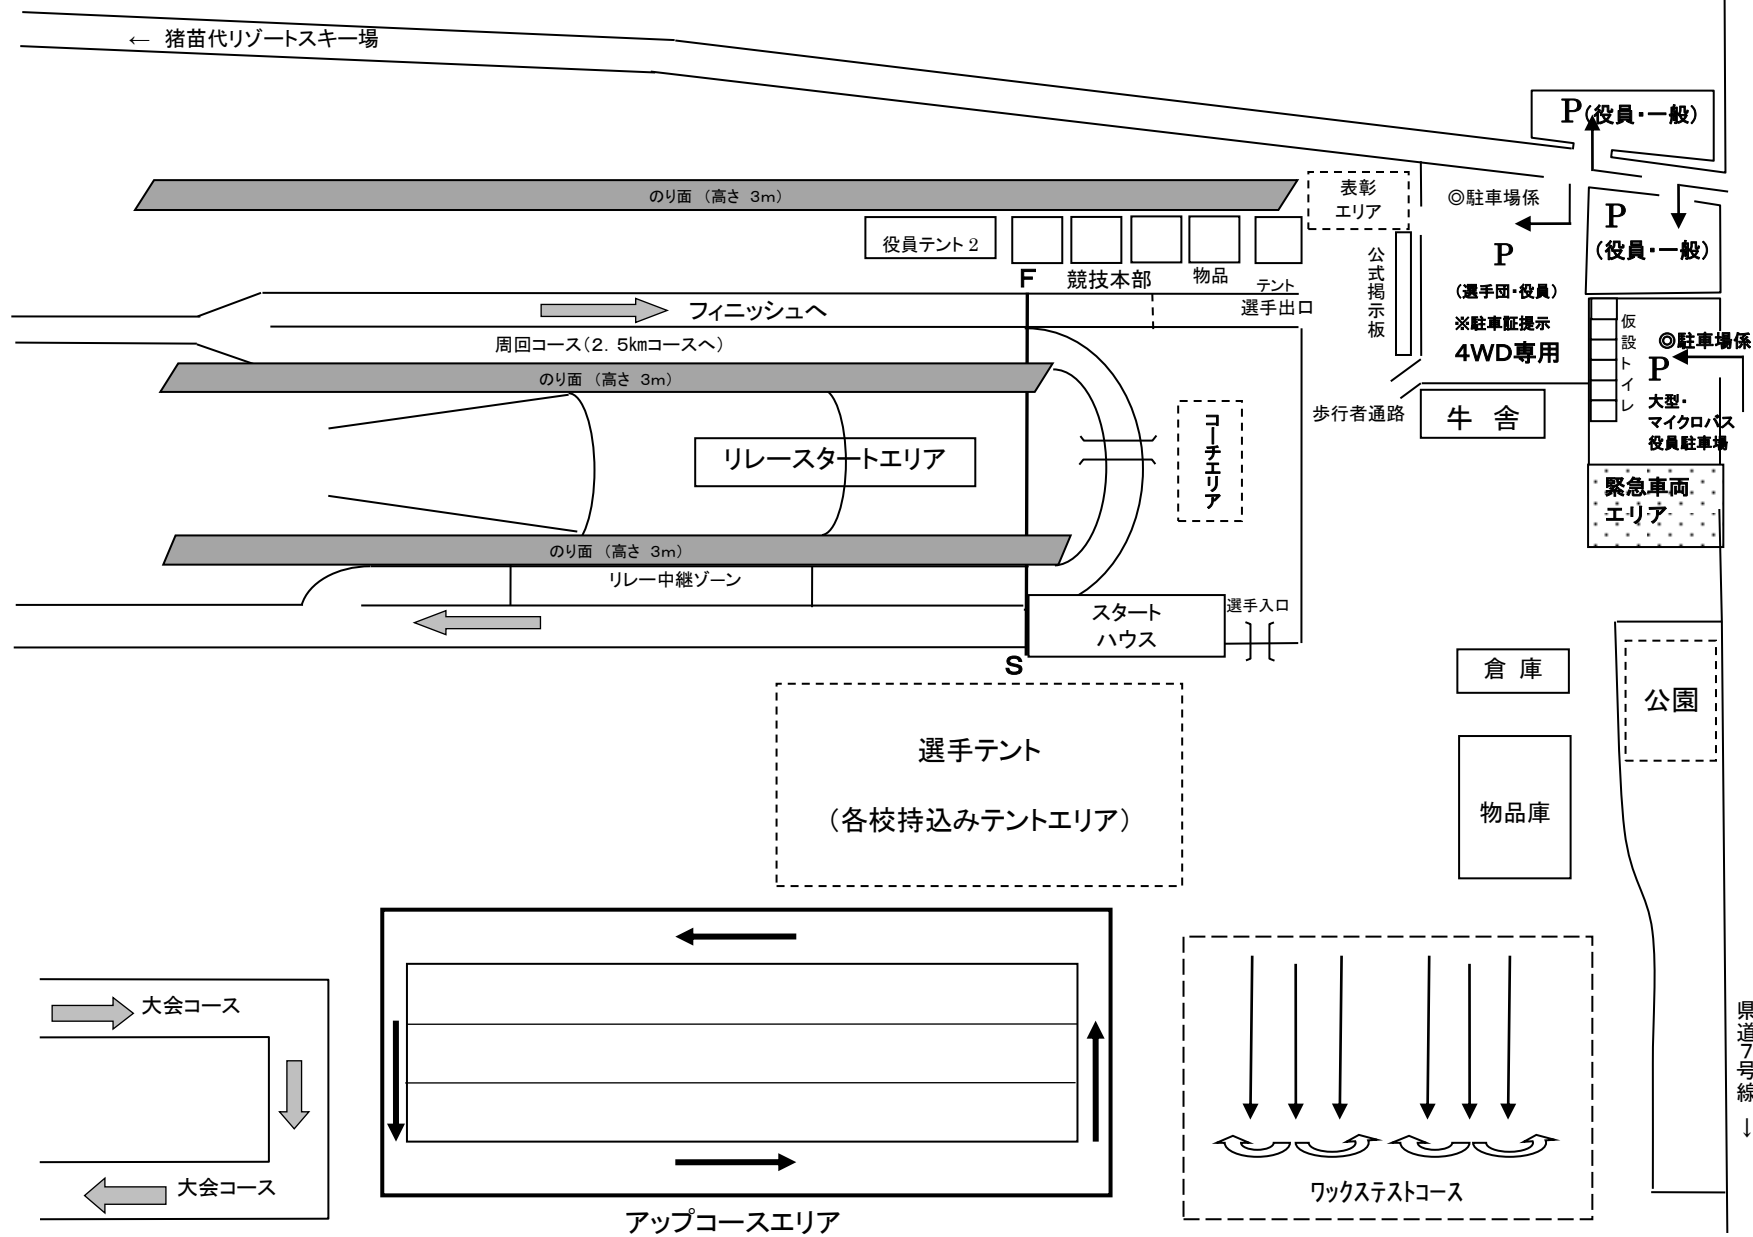 ← 猪苗代リゾートスキー場
P(役員・一般)
のり面 （高さ 3m）
表彰
エリア
◎駐車場係
P
(役員・一般)
役員テント２
F
競技本部
物品
テント
選手出口
公式掲示板
P
(選手団・役員)
※駐車証提示
4WD専用
フィニッシュへ
周回コース(2. 5kmコースへ)
仮設トイレ
◎駐車場係
P
大型・
マイクロバス
役員駐車場
のり面 （高さ 3m）
歩行者通路
牛 舎
コーチエリア
リレースタートエリア
緊急車両
エリア
のり面 （高さ 3m）
リレー中継ゾーン
スタート
ハウス
選手入口
S
倉 庫
公園
選手テント
（各校持込みテントエリア）
物品庫
大会コース
大会コース
アップコースエリア
ワックステストコース
県道7号線 ↓